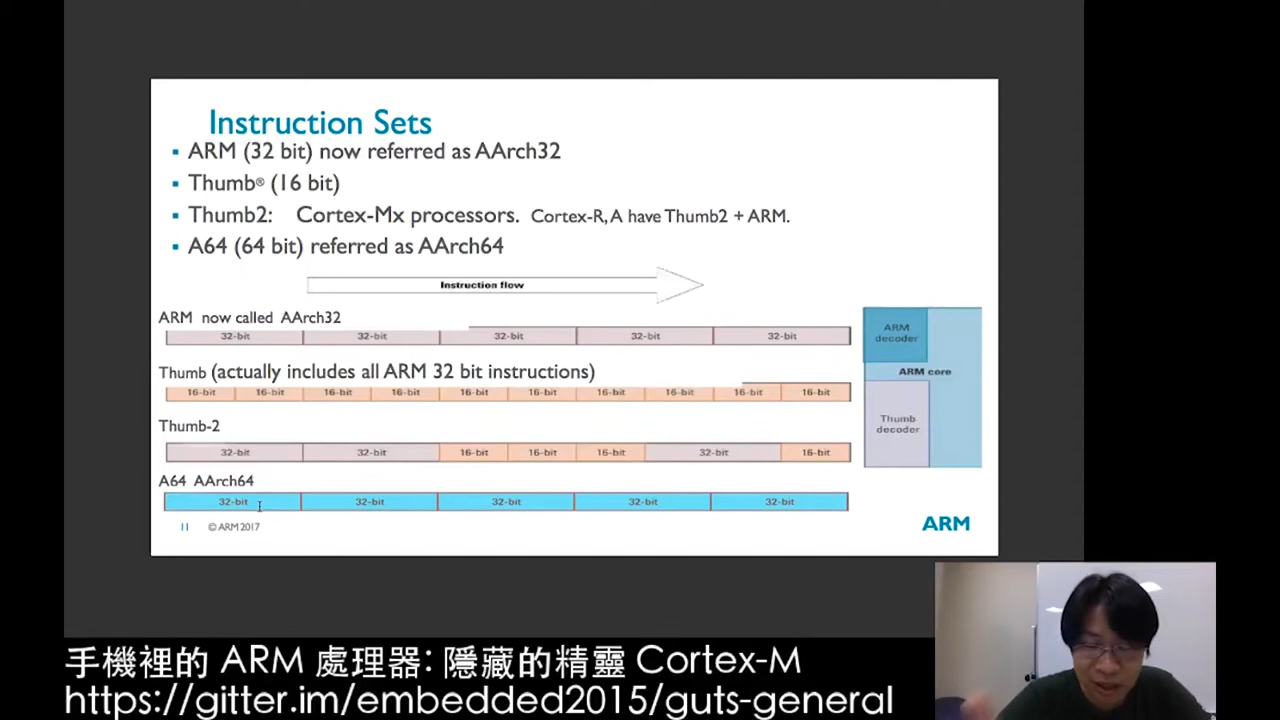 Instruction Sets
▪ ARM (32 bit) now referred as AArch32
▪ Thumb® (16 bit)
▪ Thumb2: Cortex-Mx processors. Cortex-R, A have Thumb2 + ARM.
▪ A64 (64 bit) referred as AArch64
Instruction flow
ARM now called AArch32
32-bit 32-bit 32-bit 32-bit 32-bit
Thumb (actually includes all ARM 32 bit instructions)
16-bit 16-bit 16-bit 16-bit 16-bit 16-bit 16-bit 16-bit 16-bit 16-bit
Thumb-2
32-bit 32-bit 16-bit 16-bit 16-bit 32-bit 16-bit
A64 AArch64
32-bit 32-bit 32-bit 32-bit 32-bit
ARM
decoder
ARM core
Thumb
decoder
11 © ARM 2017
ARM
手機裡的 ARM 處理器: 隱藏的精靈 Cortex-M
https://gitter.im/embedded2015/guts-general